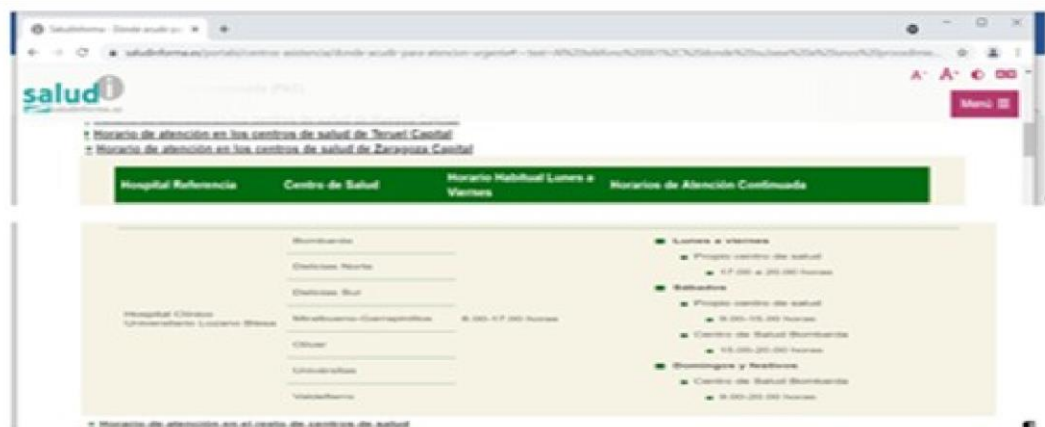 Saludinforma - Dónde acudir pa
saludinforma.es/portalsi/centros-asistencia/donde-acudir-para-atencion-urgente#
A- A+
salud i
saludinforma.es
Menú
Horario de atención en los centros de salud de Teruel Capital
Horario de atención en los centros de salud de Zaragoza Capital
Hospital Referencia Centro de Salud Horario Habitual Lunes a Viernes Horarios de Atención Continuada
Bombarda
Delicias Norte
Delicias Sur
Hospital Clínico
Universitario Lozano Blesa
Miralbueno-Garrapinillos
8.00-17.00 horas
Oliver
Universitas
Valdefierro
Lunes a viernes
Propio centro de salud
17.00 a 20.00 horas
Sábados
Propio centro de salud
9.00-15.00 horas
Centro de Salud Bombarda
15.00-20.00 horas
Domingos y festivos
Centro de Salud Bombarda
9.00-20.00 horas
Horario de atención en el resto de centros de salud